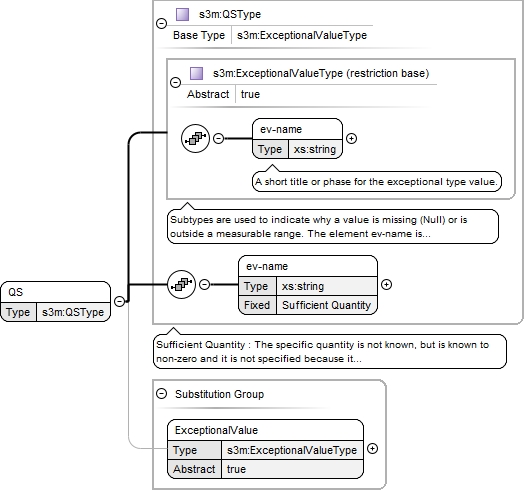 s3m:QSType
Base Type s3m:ExceptionalValueType
s3m:ExceptionalValueType (restriction base)
Abstract true
ev-name
Type xs:string
A short title or phase for the exceptional type value.
Subtypes are used to indicate why a value is missing (Null) or is
outside a measurable range. The element ev-name is...
ev-name
Type xs:string
Fixed Sufficient Quantity
QS
Type s3m:QSType
Sufficient Quantity : The specific quantity is not known, but is known to
non-zero and it is not specified because it...
Substitution Group
ExceptionalValue
Type s3m:ExceptionalValueType
Abstract true